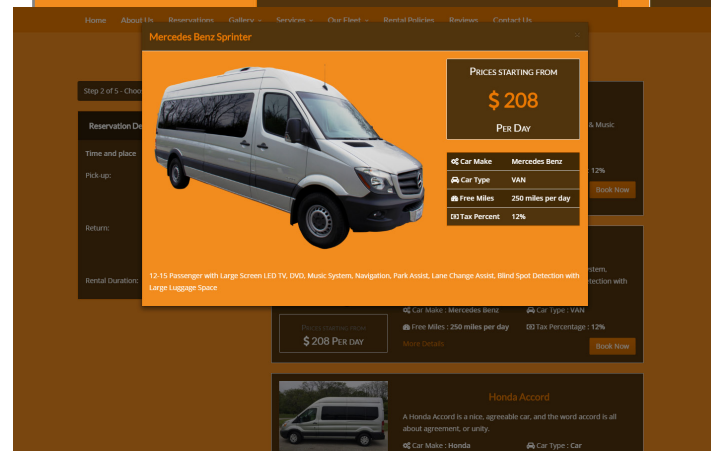 Home About Us Reservations Gallery Services Our Fleet Rental Policies Reviews Contact Us
Mercedes Benz Sprinter
Prices starting from
$ 208
Per Day
Car Make Mercedes Benz
Car Type VAN
Free Miles 250 miles per day
Tax Percent 12%
12-15 Passenger with Large Screen LED TV, DVD, Music System, Navigation, Park Assist, Lane Change Assist, Blind Spot Detection with
Large Luggage Space
Step 2 of 5 - Choo
Reservation De
Time and place
Pick-up:
Return:
Rental Duration:
& Music
: 12%
Book Now
stem,
etection with
Car Make : Mercedes Benz Car Type : VAN
Prices starting from
$ 208 Per Day
Free Miles : 250 miles per day Tax Percentage : 12%
More Details
Book Now
Honda Accord
A Honda Accord is a nice, agreeable car, and the word accord is all
about agreement, or unity.
Car Make : Honda Car Type : Car